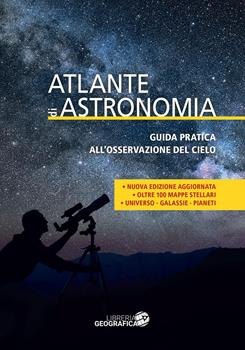 ATLANTE
di ASTRONOMIA
GUIDA PRATICA
ALL'OSSERVAZIONE DEL CIELO
• NUOVA EDIZIONE AGGIORNATA
• OLTRE 100 MAPPE STELLARI
• UNIVERSO - GALASSIE - PIANETI
LIBRERIA
GEOGRAFICA